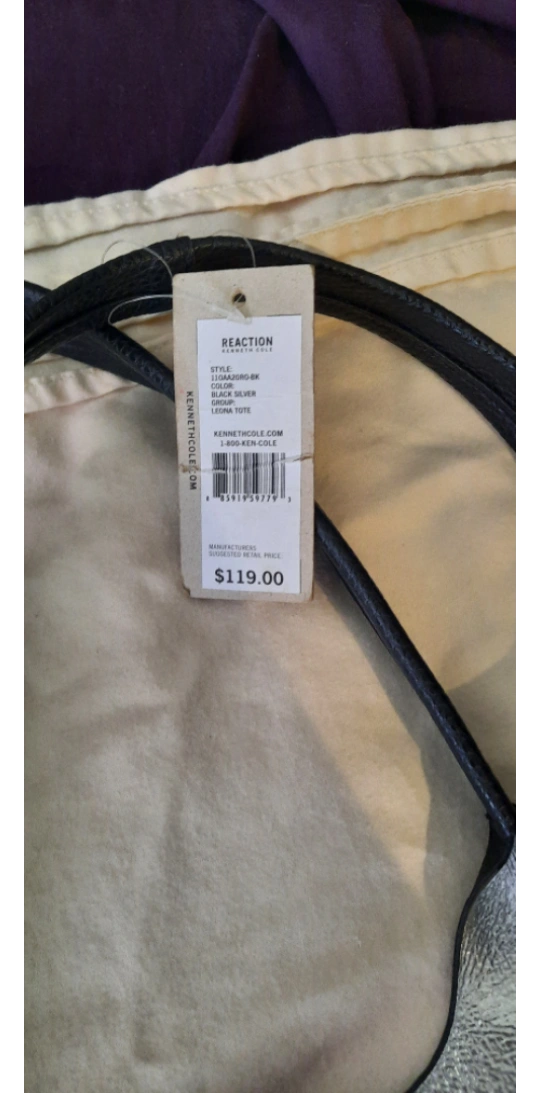 REACTION
KENNETH COLE
STYLE:
110AA20RG-BK
COLOR:
BLACK SILVER
GROUP:
LEONA TOTE
KENNETHCOLE.COM
1-800-KEN-COLE
MANUFACTURERS
SUGGESTED RETAIL PRICE:
$119.00
KENNETHCOLE.COM